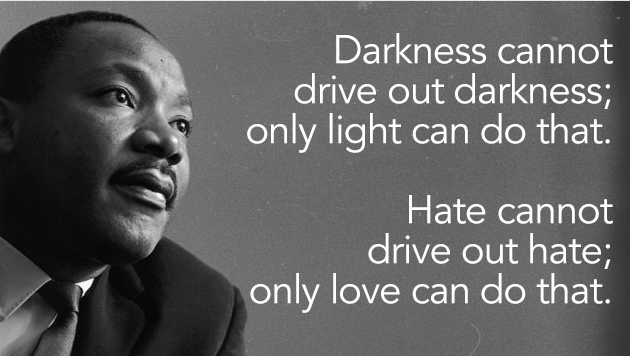 Darkness cannot
drive out darkness;
only light can do that.
Hate cannot
drive out hate;
only love can do that.